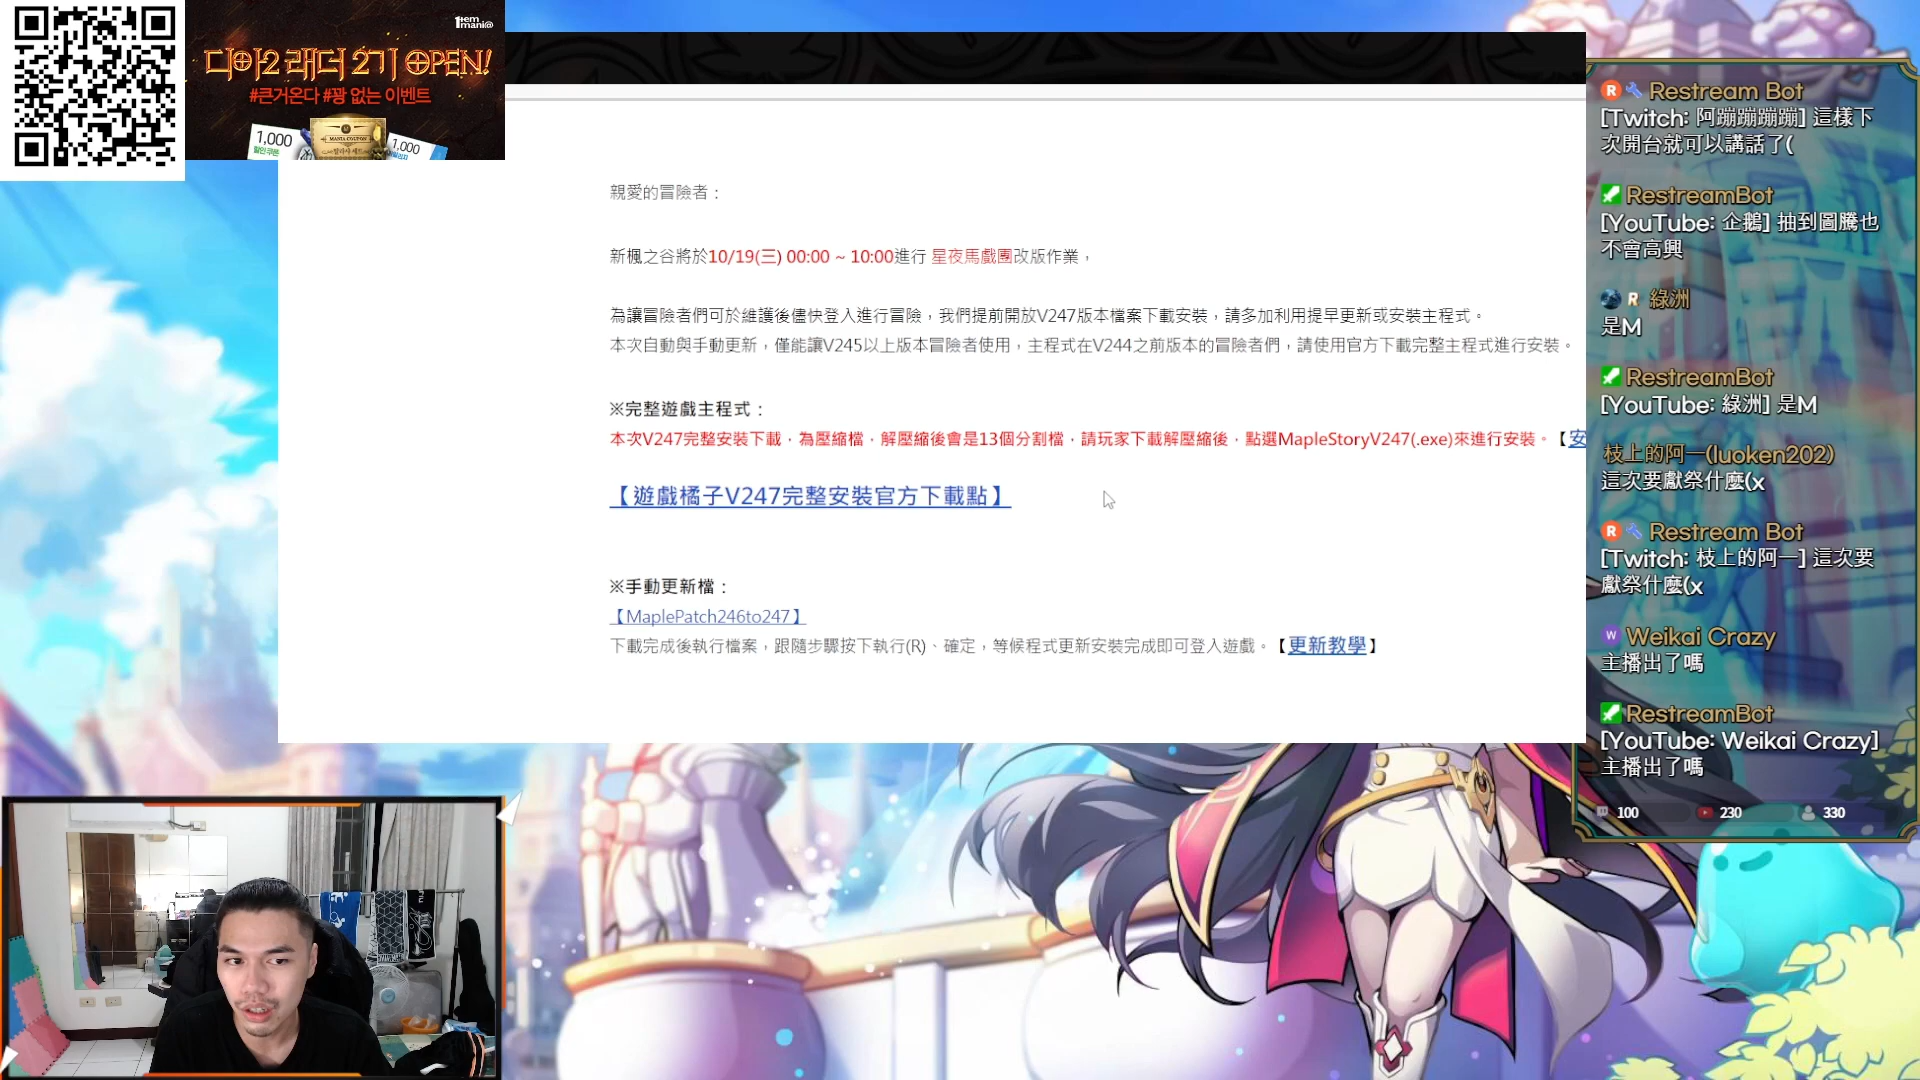 Item mani@
디아2 래더 2기 OPEN!
#큰거온다 #꽝 없는 이벤트
1,000
할인쿠폰
MANIA COUPON
1,000
親愛的冒險者：
新楓之谷將於10/19(三) 00:00 ~ 10:00進行 星夜馬戲團改版作業，
為讓冒險者們可於維護後儘快登入進行冒險，我們提前開放V247版本檔案下載安裝，請多加利用提早更新或安裝主程式。
本次自動與手動更新，僅能讓V245以上版本冒險者使用，主程式在V244之前版本的冒險者們，請使用官方下載完整主程式進行安裝。
※完整遊戲主程式：
本次V247完整安裝下載，為壓縮檔，解壓縮後會是13個分割檔，請玩家下載解壓縮後，點選MapleStoryV247(.exe)來進行安裝。【安
【遊戲橘子V247完整安裝官方下載點】
※手動更新檔：
【MaplePatch246to247】
下載完成後執行檔案，跟隨步驟按下執行(R)、確定，等候程式更新安裝完成即可登入遊戲。【更新教學】
Restream Bot
[Twitch: 阿蹦蹦蹦蹦] 這樣下
次開台就可以講話了(
RestreamBot
[YouTube: 企鵝] 抽到圖騰也
不會高興
綠洲
是M
RestreamBot
[YouTube: 綠洲] 是M
枝上的阿一(luoken202)
這次要獻祭什麼(x
Restream Bot
[Twitch: 枝上的阿一] 這次要
獻祭什麼(x
Weikai Crazy
主播出了嗎
RestreamBot
[YouTube: Weikai Crazy]
主播出了嗎
100 230 330